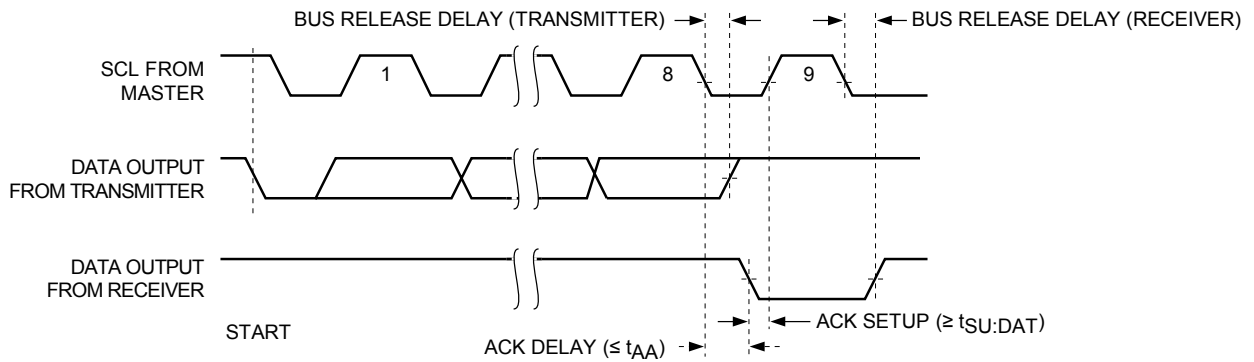 BUS RELEASE DELAY (TRANSMITTER)
BUS RELEASE DELAY (RECEIVER)
SCL FROM
MASTER
1
8
9
DATA OUTPUT
FROM TRANSMITTER
DATA OUTPUT
FROM RECEIVER
START
ACK SETUP (≥ tSU:DAT)
ACK DELAY (≤ tAA)